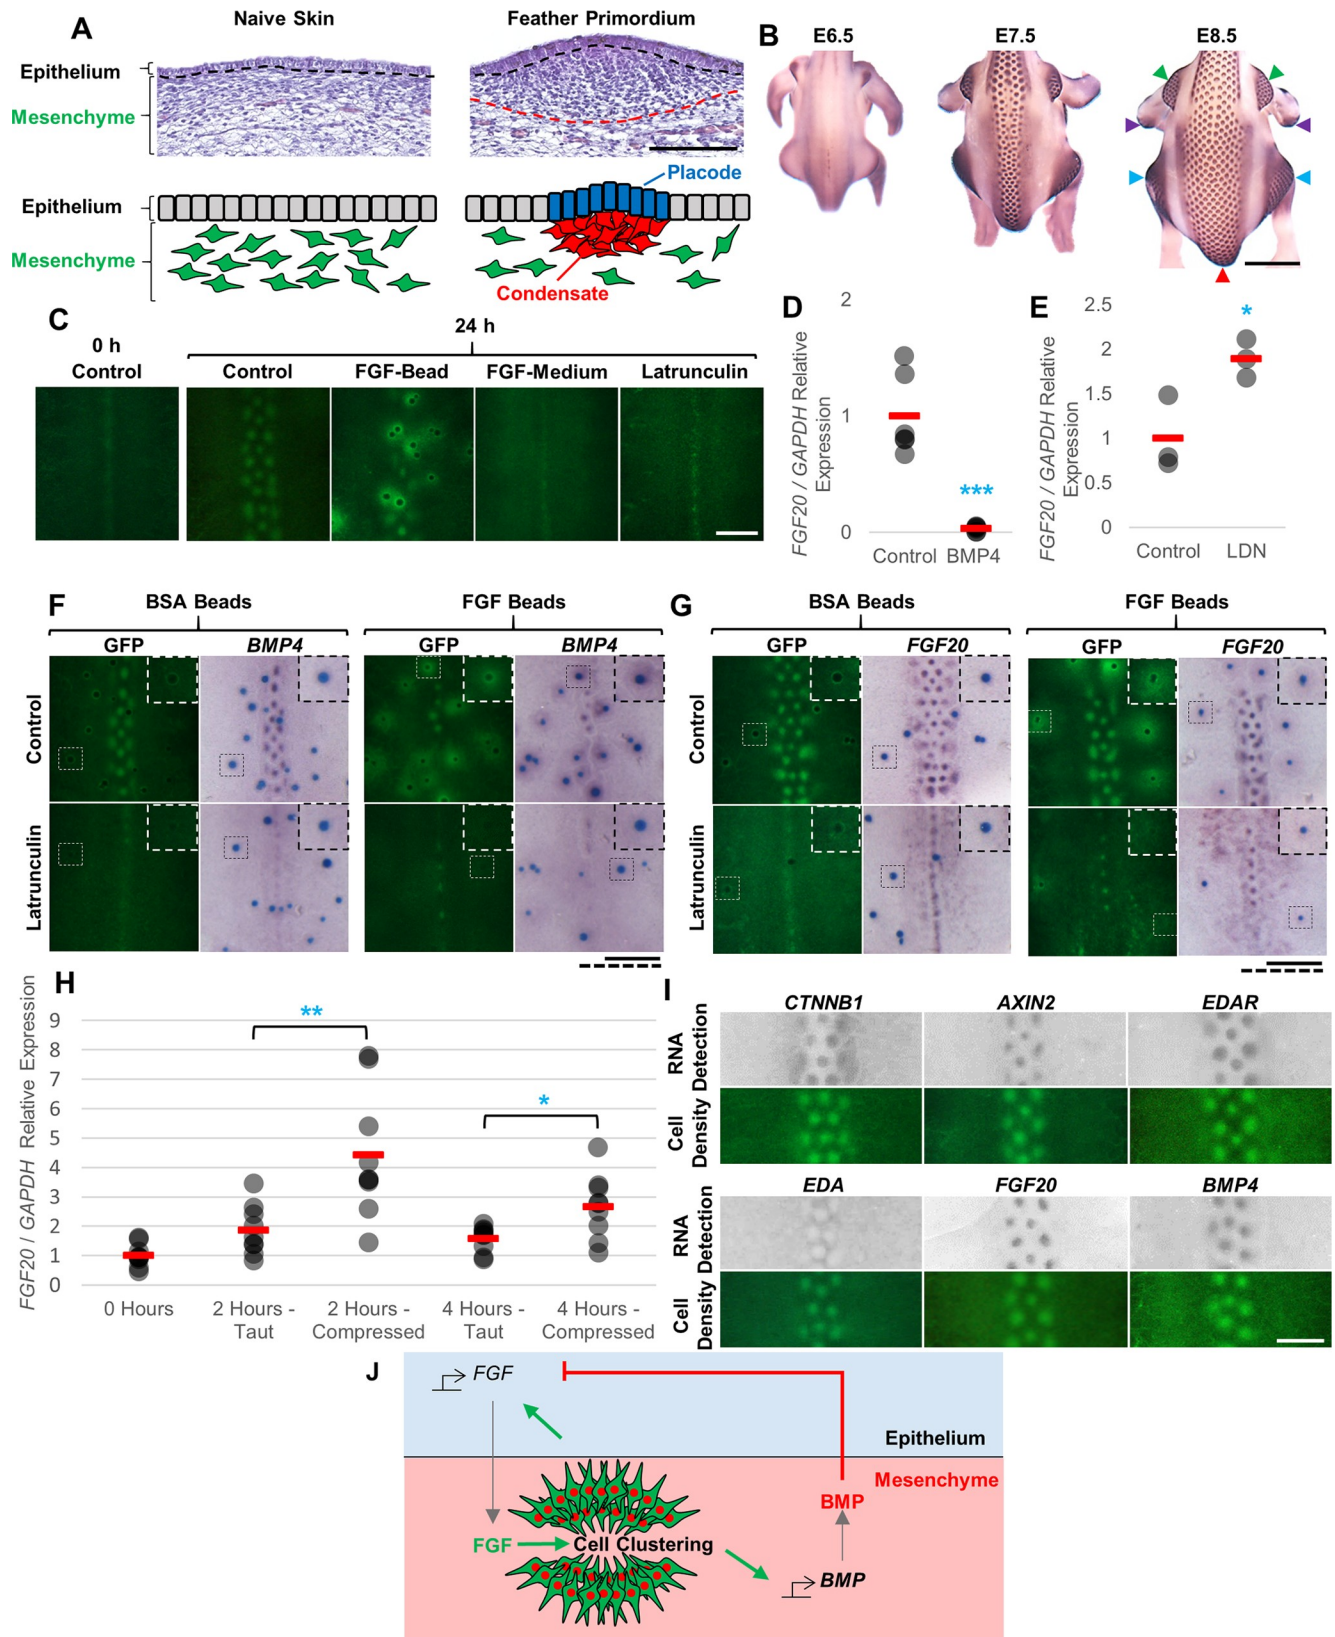 A
Naive Skin
Feather Primordium
Epithelium
Mesenchyme
Placode
Epithelium
Mesenchyme
Condensate
B
E6.5
E7.5
E8.5
C
0 h
Control
24 h
Control
FGF-Bead
FGF-Medium
Latrunculin
D
FGF20 / GAPDH Relative
Expression
2
1
0
***
Control
BMP4
E
FGF20 / GAPDH Relative
Expression
2.5
2
1.5
1
0.5
0
*
Control
LDN
F
BSA Beads
FGF Beads
GFP
BMP4
GFP
BMP4
Control
Latrunculin
G
BSA Beads
FGF Beads
GFP
FGF20
GFP
FGF20
Control
Latrunculin
H
FGF20 / GAPDH Relative Expression
9
8
7
6
5
4
3
2
1
0
**
*
0 Hours
2 Hours -
Taut
2 Hours -
Compressed
4 Hours -
Taut
4 Hours -
Compressed
I
CTNNB1
AXIN2
EDAR
RNA
Detection
Cell
Density
EDA
FGF20
BMP4
RNA
Detection
Cell
Density
J
FGF
Epithelium
Mesenchyme
BMP
FGF
Cell Clustering
BMP